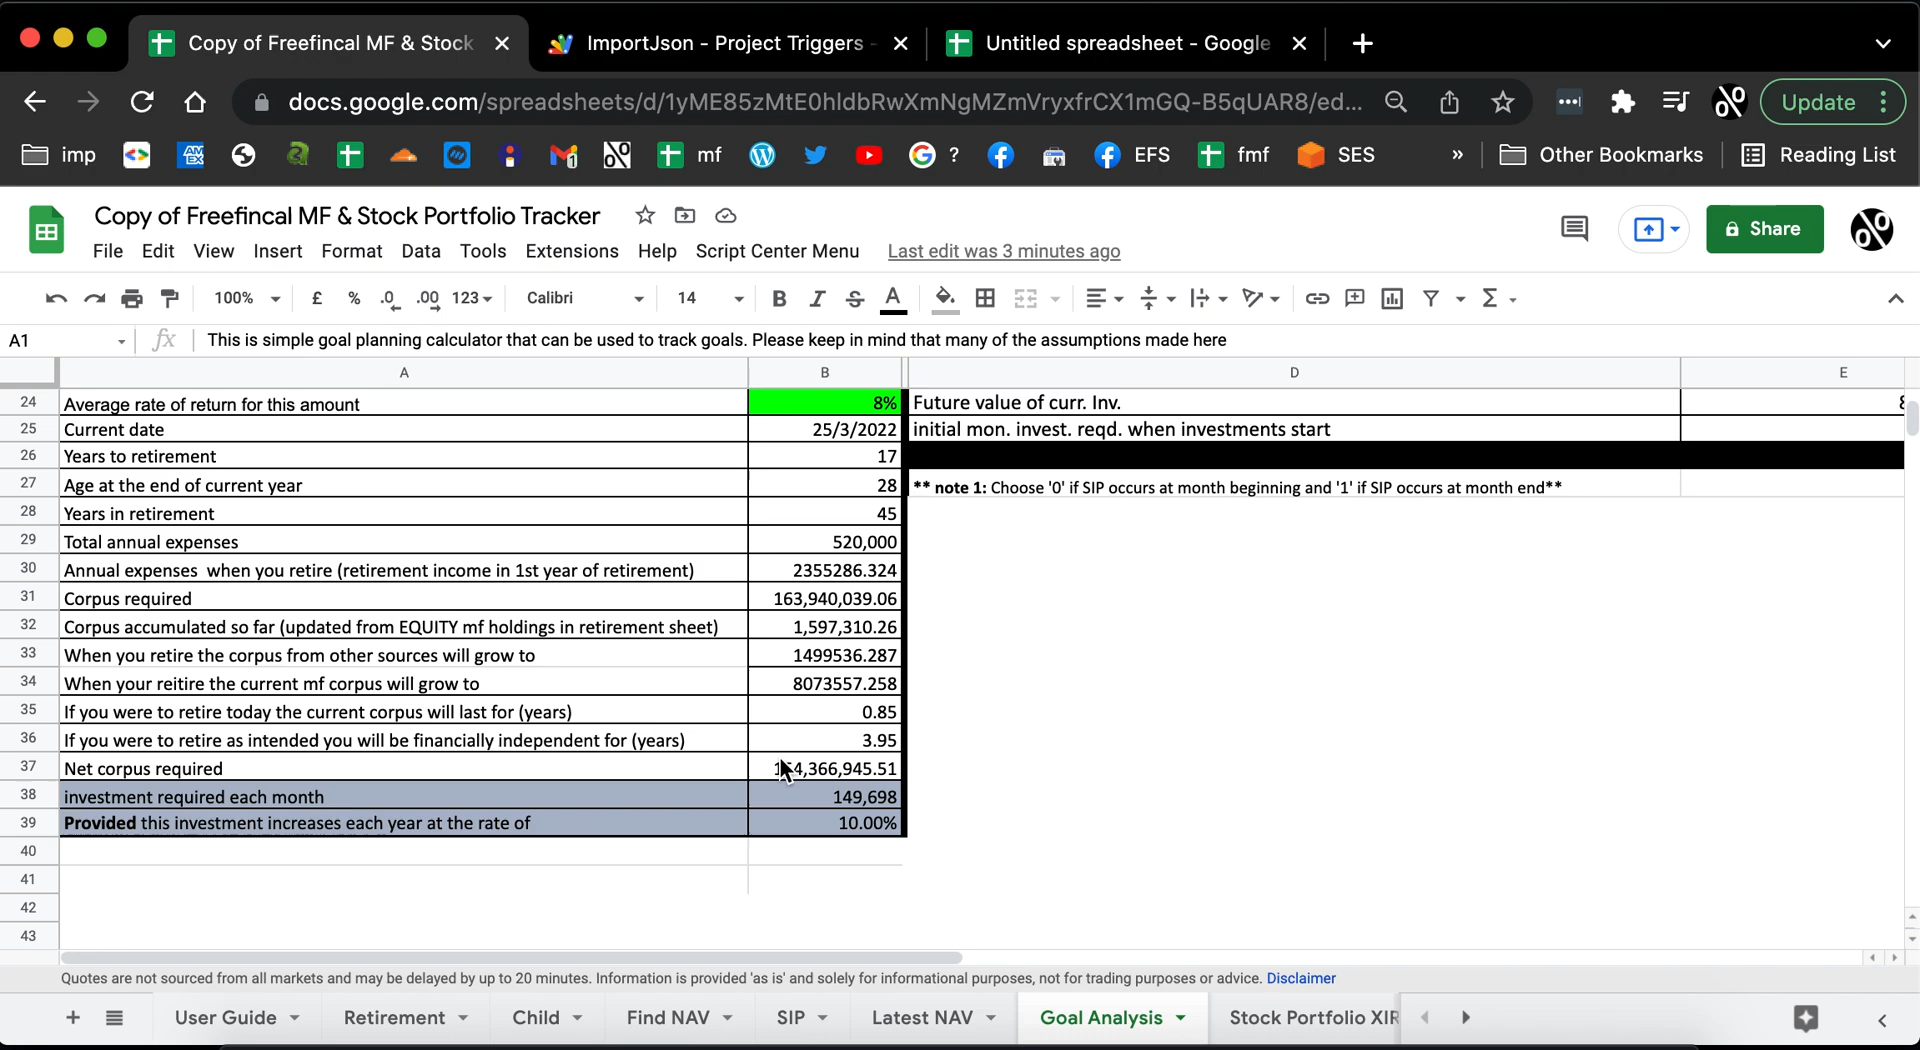 Copy of Freefincal MF & Stock
ImportJson - Project Triggers -
Untitled spreadsheet - Google
docs.google.com/spreadsheets/d/1yME85zMtE0hldbRwXmNgMZmVryxfrCX1mGQ-B5qUAR8/ed...
Update
imp
AM EX
mf
G ?
EFS
fmf
SES
»
Other Bookmarks
Reading List
Copy of Freefincal MF & Stock Portfolio Tracker
Share
File Edit View Insert Format Data Tools Extensions Help Script Center Menu Last edit was 3 minutes ago
100% £ % .0 .00 123 Calibri 14 B I S A Σ
A1 fx This is simple goal planning calculator that can be used to track goals. Please keep in mind that many of the assumptions made here
A B D E
24 Average rate of return for this amount 8% Future value of curr. Inv.
25 Current date 25/3/2022 initial mon. invest. reqd. when investments start
26 Years to retirement 17
27 Age at the end of current year 28 ** note 1: Choose '0' if SIP occurs at month beginning and '1' if SIP occurs at month end**
28 Years in retirement 45
29 Total annual expenses 520,000
30 Annual expenses when you retire (retirement income in 1st year of retirement) 2355286.324
31 Corpus required 163,940,039.06
32 Corpus accumulated so far (updated from EQUITY mf holdings in retirement sheet) 1,597,310.26
33 When you retire the corpus from other sources will grow to 1499536.287
34 When your reitire the current mf corpus will grow to 8073557.258
35 If you were to retire today the current corpus will last for (years) 0.85
36 If you were to retire as intended you will be financially independent for (years) 3.95
37 Net corpus required
38 investment required each month 149,698
39 Provided this investment increases each year at the rate of 10.00%
40
41
42
43
Quotes are not sourced from all markets and may be delayed by up to 20 minutes. Information is provided 'as is' and solely for informational purposes, not for trading purposes or advice. Disclaimer
+ User Guide Retirement Child Find NAV SIP Latest NAV Goal Analysis Stock Portfolio XIR